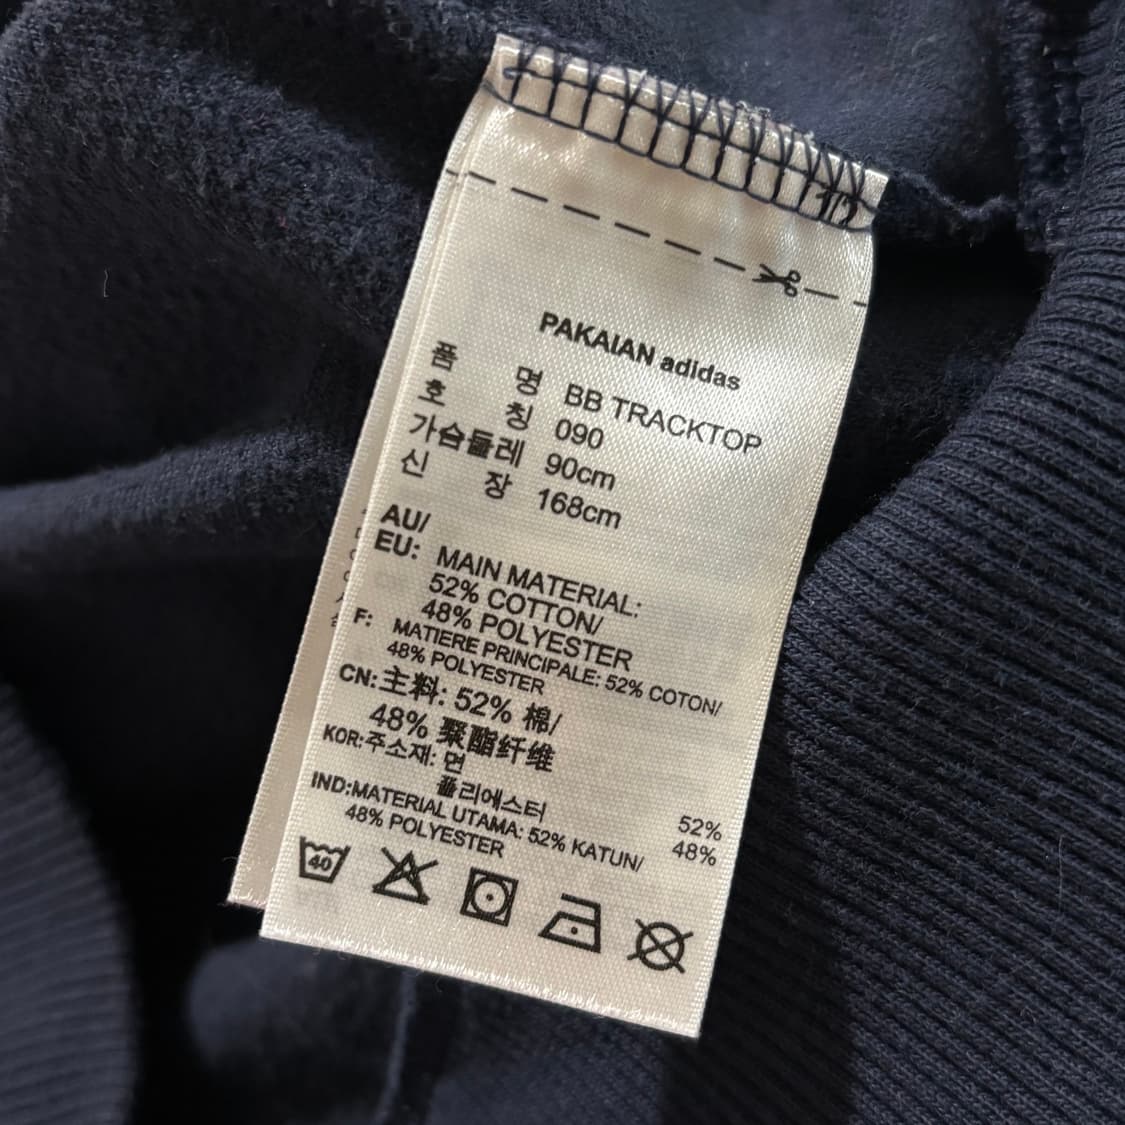 1/2
PAKAIAN adidas
품 명 BB TRACKTOP
호 칭 090
가슴둘레 90cm
신 장 168cm
AU/
EU: MAIN MATERIAL:
52% COTTON/
48% POLYESTER
F: MATIERE PRINCIPALE: 52% COTON/
48% POLYESTER
CN:主料: 52% 棉/
48% 聚酯纤维
KOR:주소재: 면 52%
폴리에스터 48%
IND:MATERIAL UTAMA: 52% KATUN/
48% POLYESTER
40